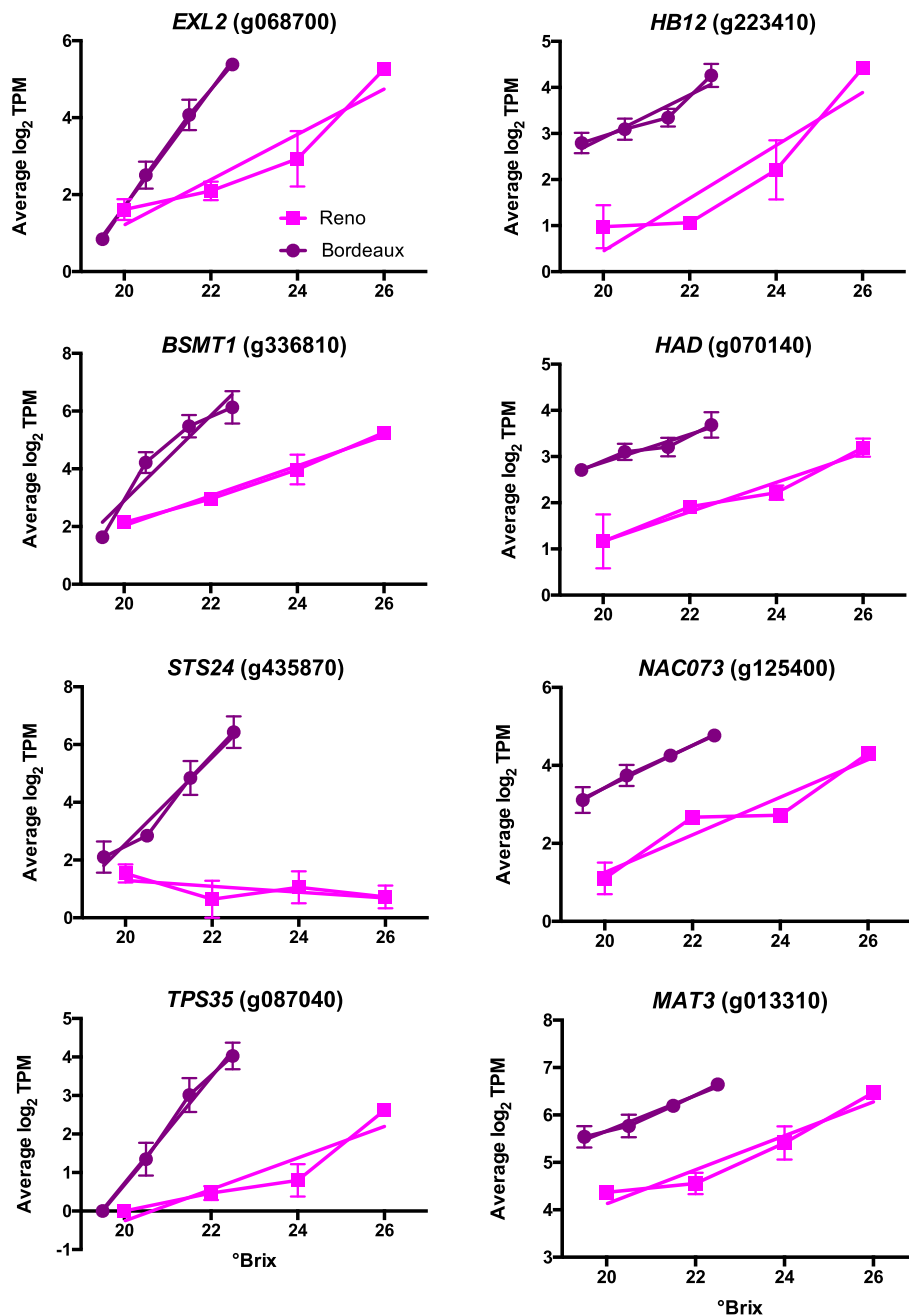 EXL2 (g068700)
Average log2 TPM
6
4
2
0
20 22 24 26
Reno
Bordeaux
HB12 (g223410)
Average log2 TPM
5
4
3
2
1
0
20 22 24 26
BSMT1 (g336810)
Average log2 TPM
8
6
4
2
0
20 22 24 26
HAD (g070140)
Average log2 TPM
5
4
3
2
1
0
20 22 24 26
STS24 (g435870)
Average log2 TPM
8
6
4
2
0
20 22 24 26
NAC073 (g125400)
Average log2 TPM
6
4
2
0
20 22 24 26
TPS35 (g087040)
Average log2 TPM
5
4
3
2
1
0
-1
20 22 24 26
°Brix
MAT3 (g013310)
Average log2 TPM
8
7
6
5
4
3
20 22 24 26
°Brix